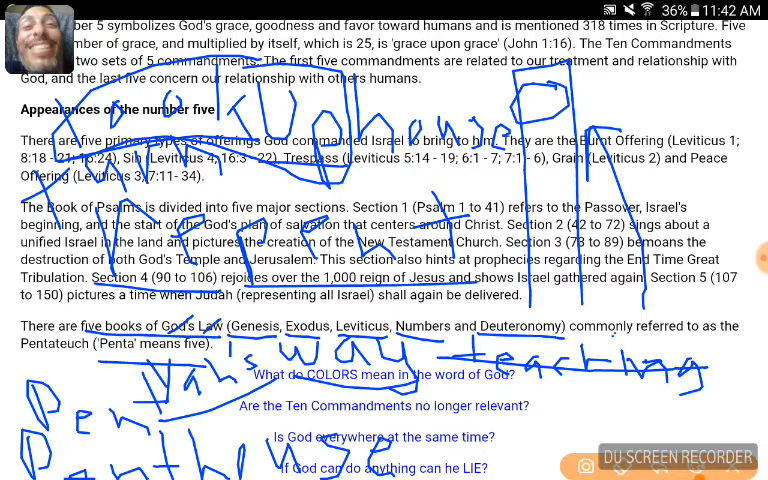 36% 11:42 AM
ber 5 symbolizes God's grace, goodness and favor toward humans and is mentioned 318 times in Scripture. Five
mber of grace, and multiplied by itself, which is 25, is 'grace upon grace' (John 1:16). The Ten Commandments
two sets of 5 commandments. The first five commandments are related to our treatment and relationship with
God, and the last five concern our relationship with others humans.
Appearances of the number five
There are five primary types of offerings God commanded Israel to bring to him. They are the Burnt Offering (Leviticus 1;
8:18 - 21; 16:24), Sin (Leviticus 4; 16:3 - 22), Trespass (Leviticus 5:14 - 19; 6:1 - 7; 7:1 - 6), Grain (Leviticus 2) and Peace
Offering (Leviticus 3; 7:11- 34).
The Book of Psalms is divided into five major sections. Section 1 (Psalm 1 to 41) refers to the Passover, Israel's
beginning, and the start of the God's plan of salvation that centers around Christ. Section 2 (42 to 72) sings about a
unified Israel in the land and pictures the creation of the New Testament Church. Section 3 (73 to 89) bemoans the
destruction of both God's Temple and Jerusalem. This section also hints at prophecies regarding the End Time Great
Tribulation. Section 4 (90 to 106) rejoices over the 1,000 reign of Jesus and shows Israel gathered again. Section 5 (107
to 150) pictures a time when Judah (representing all Israel) shall again be delivered.
There are five books of God's Law (Genesis, Exodus, Leviticus, Numbers and Deuteronomy) commonly referred to as the
Pentateuch ('Penta' means five).
Yah's way teaching
What do COLORS mean in the word of God?
Pen
Are the Ten Commandments no longer relevant?
Is God everywhere at the same time?
If God can do anything can he LIE?
house
Repent
DU SCREEN RECORDER